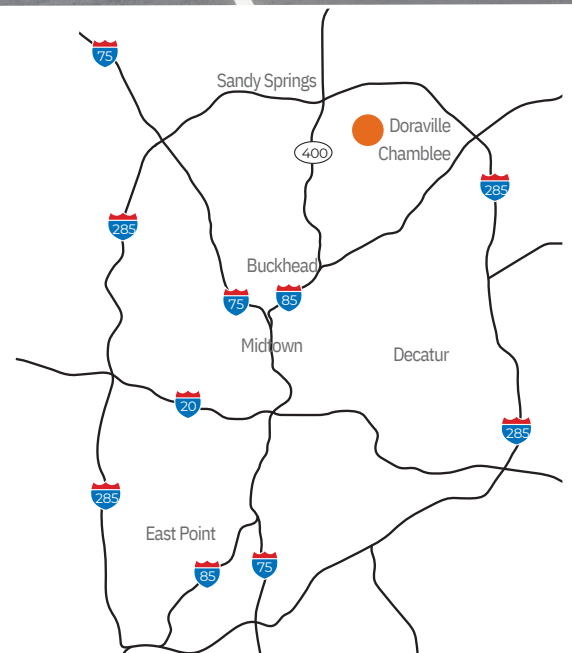 75
Sandy Springs
Doraville
400
Chamblee
285
285
Buckhead
75
85
Midtown
Decatur
20
285
285
East Point
75
85